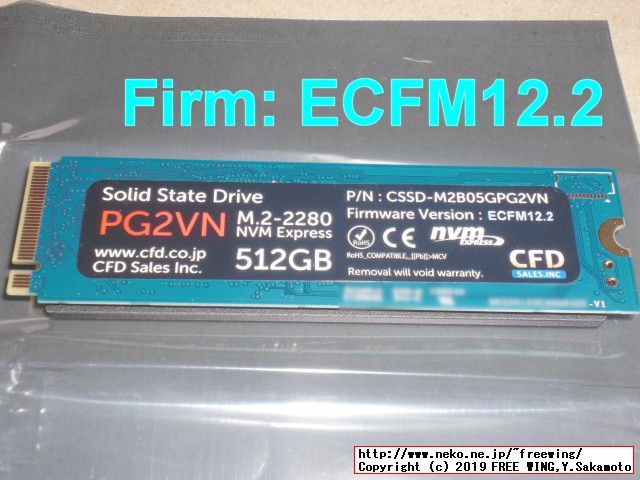 Firm: ECFM12.2
Solid State Drive
PG2VN M.2-2280
NVM Express
www.cfd.co.jp
CFD Sales Inc.
512GB
P/N : CSSD-M2B05GPG2VN
Firmware Version : ECFM12.2
RoHS
CE
nvm
EXPRESS
RoHS_COMPATIBLE_,[[Pb]]>MCV
Removal will void warranty.
CFD
SALES.INC
-V1
http://www.neko.ne.jp/~freewing/
Copyright (c) 2019 FREE WING,Y.Sakamoto